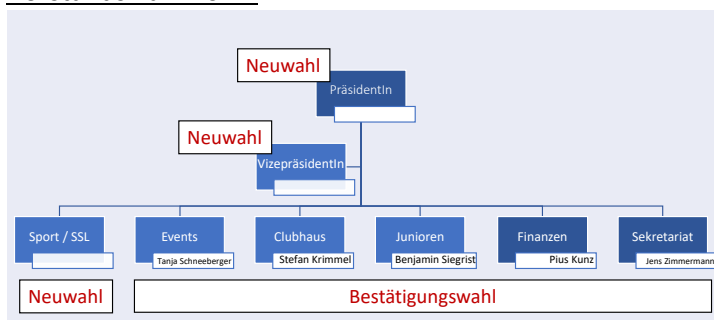 Neuwahl
PräsidentIn
Neuwahl
VizepräsidentIn
Sport / SSL
Events
Clubhaus
Junioren
Finanzen
Sekretariat
Tanja Schneeberger
Stefan Krimmel
Benjamin Siegrist
Pius Kunz
Jens Zimmermann
Neuwahl
Bestätigungswahl